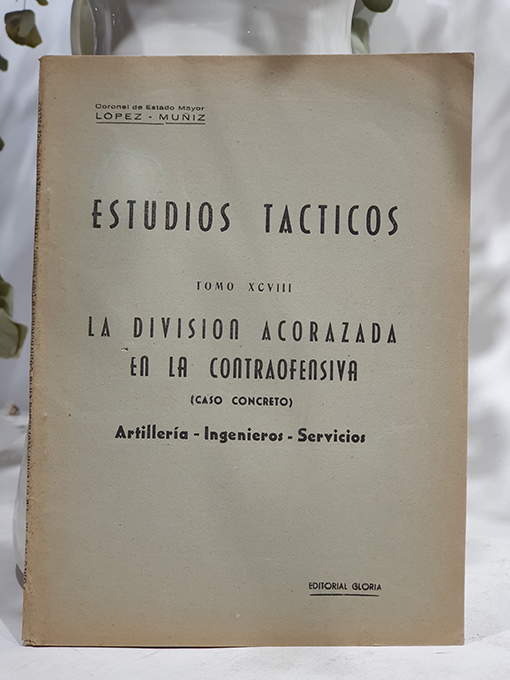 Coronel de Estado Mayor
LÓPEZ - MUÑIZ
ESTUDIOS TACTICOS
TOMO XCVIII
LA DIVISION ACORAZADA
EN LA CONTRAOFENSIVA
(CASO CONCRETO)
Artillería - Ingenieros - Servicios
EDITORIAL GLORIA